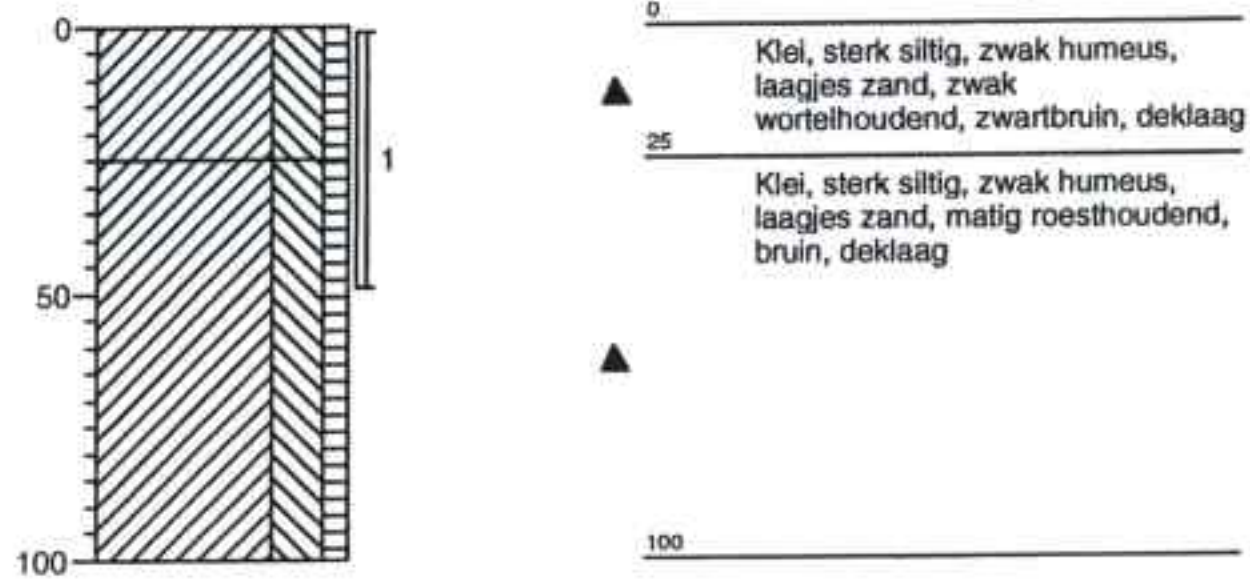 0
50
100
1
0
Klei, sterk siltig, zwak humeus,
laagjes zand, zwak
wortelhoudend, zwartbruin, deklaag
25
Klei, sterk siltig, zwak humeus,
laagjes zand, matig roesthoudend,
bruin, deklaag
100